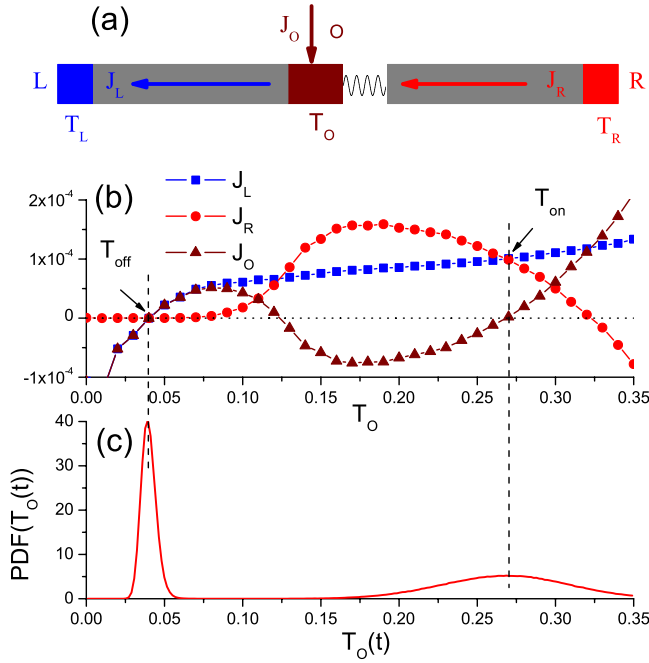 (a)
J_O O
L J_L J_R R
T_L T_O T_R
(b)
J_L
J_R
J_O
T_off
T_on
2x10^-4
1x10^-4
0
-1x10^-4
0.00 0.05 0.10 0.15 0.20 0.25 0.30 0.35
T_O
(c)
PDF(T_O(t))
40
30
20
10
0
0.00 0.05 0.10 0.15 0.20 0.25 0.30 0.35
T_O(t)